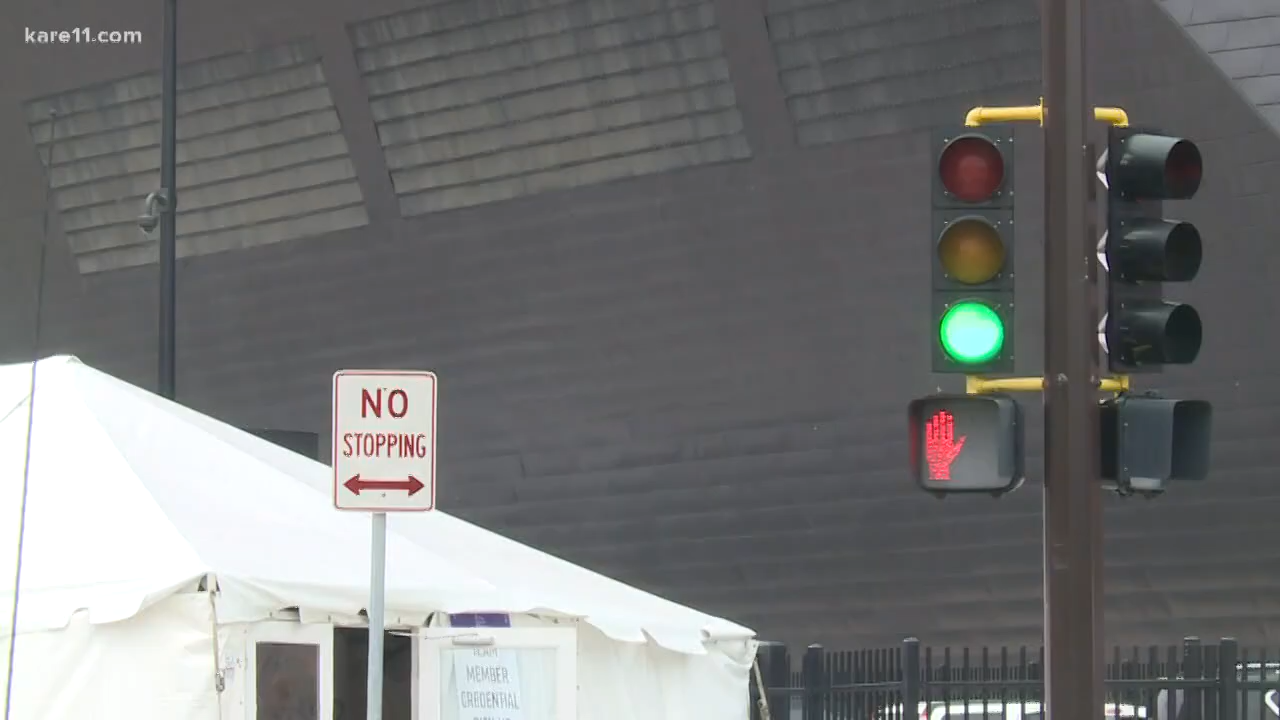 kare11.com
NO
STOPPING
TEAM
MEMBER
CREDENTIAL